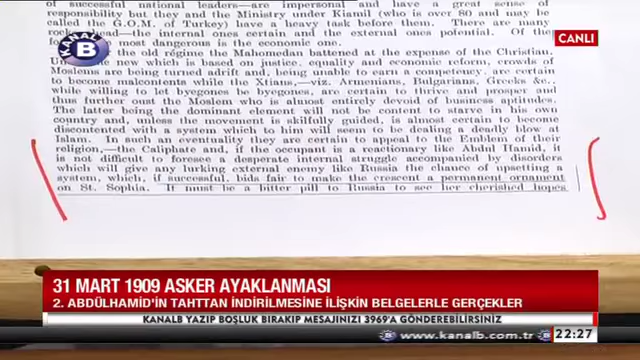 of successful national leaders—are impersonal and have a great sense of
responsibility but they and the Ministry under Kiamil (who is over 80 and may be
called the G.O.M. of Turkey) have a heavy task before them. There are many
head—the internal ones certain and the external ones potential. Of the
most dangerous is the economic one.
the old régime the Mahomedan battened at the expense of the Christian.
new which is based on justice, equality and economic reform, crowds of
Moslems are being turned adrift and, being unable to earn a competency, are certain
to become malcontents while the Xtians,—viz. Armenians, Bulgarians, Greeks &c.,
while willing to let byegones be byegones, are certain to thrive and prosper and
thus further oust the Moslem who is almost entirely devoid of business aptitudes.
The latter being the dominant element will not be content to starve in his own
country and, unless the movement is skilfully guided, is almost certain to become
discontented with a system which to him will seem to be dealing a deadly blow at
Islam. In such an eventuality they are certain to appeal to the Emblem of their
religion,—the Caliphate and, if the occupant is a reactionary like Abdul Hamid, it
is not difficult to foresee a desperate internal struggle accompanied by disorders
which will give any lurking external enemy like Russia the chance of upsetting a
system, which, if successful, bids fair to make the crescent a permanent ornament
on St. Sophia. It must be a bitter pill to Russia to see her cherished hopes
KANAL B
CANLI
31 MART 1909 ASKER AYAKLANMASI
2. ABDÜLHAMİD'İN TAHTTAN İNDİRİLMESİNE İLİŞKİN BELGELERLE GERÇEKLER
KANALB YAZIP BOŞLUK BIRAKIP MESAJINIZI 3969'A GÖNDEREBİLİRSİNİZ
www.kanalb.com.tr B 22:27